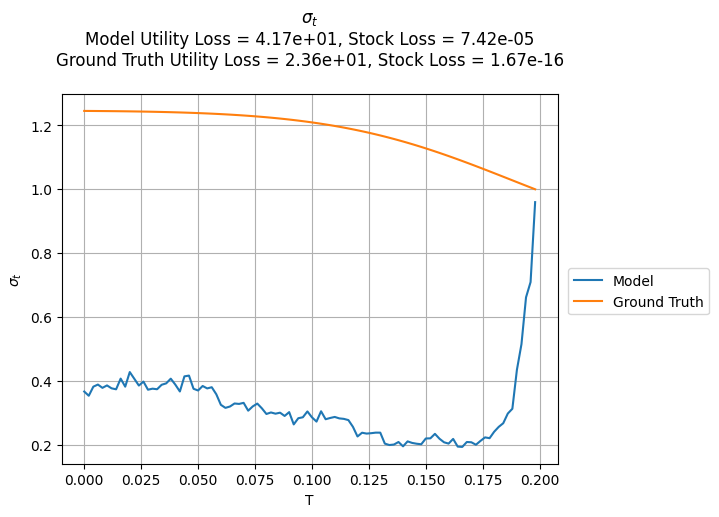 σt
Model Utility Loss = 4.17e+01, Stock Loss = 7.42e-05
Ground Truth Utility Loss = 2.36e+01, Stock Loss = 1.67e-16
1.2
1.0
0.8
0.6
0.4
0.2
σt
0.000 0.025 0.050 0.075 0.100 0.125 0.150 0.175 0.200
T
Model
Ground Truth